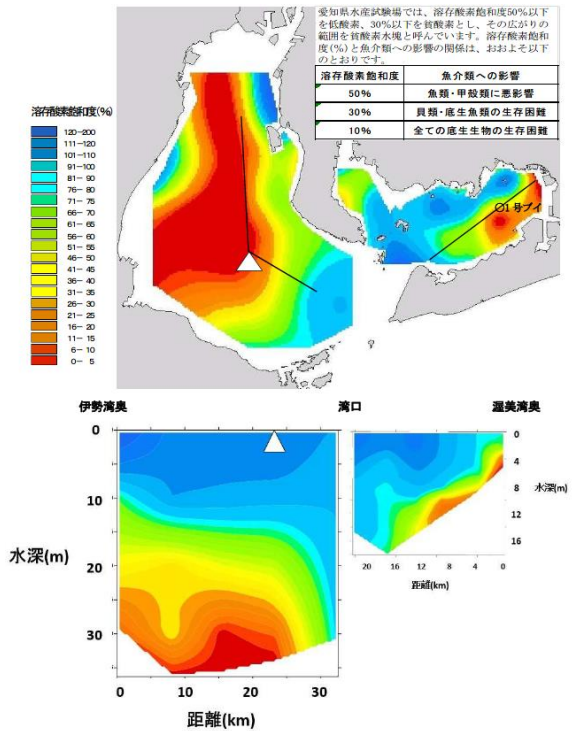 愛知県水産試験場では、溶存酸素飽和度50%以下
を低酸素、30%以下を貧酸素とし、その広がりの
範囲を貧酸素水塊と呼んでいます。溶存酸素飽和
度(%)と魚介類への影響の関係は、おおよそ以下
のとおりです。
溶存酸素飽和度 魚介類への影響
50% 魚類・甲殻類に悪影響
30% 貝類・底生魚類の生存困難
10% 全ての底生生物の生存困難
溶存酸素飽和度(%)
120-200
111-120
101-110
91-100
81- 90
76- 80
71- 75
66- 70
61- 65
56- 60
51- 55
46- 50
41- 45
36- 40
31- 35
26- 30
21- 25
16- 20
11- 15
6- 10
0- 5
1号ブイ
伊勢湾奥 湾口 渥美湾奥
0
10
20
30
水深(m)
0 10 20 30
距離(km)
0
4
8
12
16
水深(m)
22 17 13 8 4 0
距離(km)